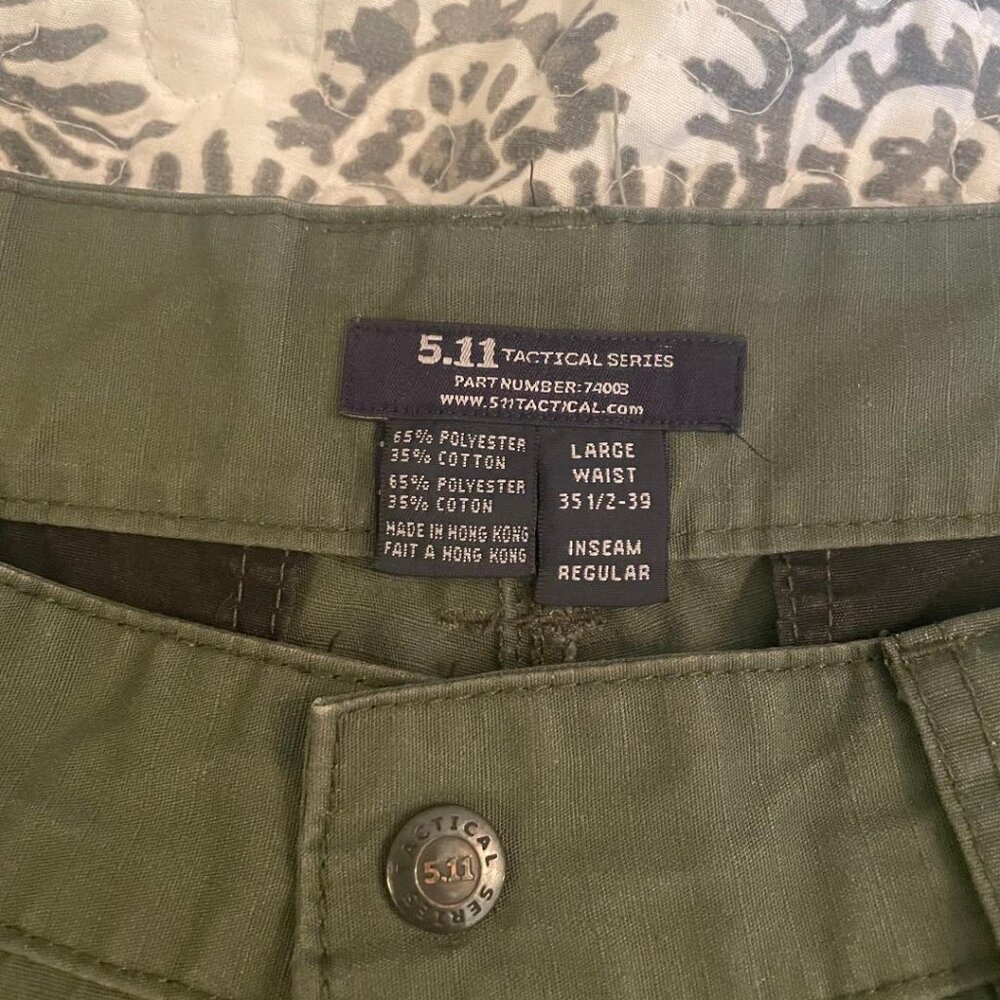 5.11 TACTICAL SERIES
PART NUMBER: 74003
WWW.511TACTICAL.com
65% POLYESTER
35% COTTON
65% POLYESTER
35% COTON
MADE IN HONG KONG
FAIT A HONG KONG
LARGE
WAIST
35 1/2-39
INSEAM
REGULAR
TACTICAL
5.11
SERIES